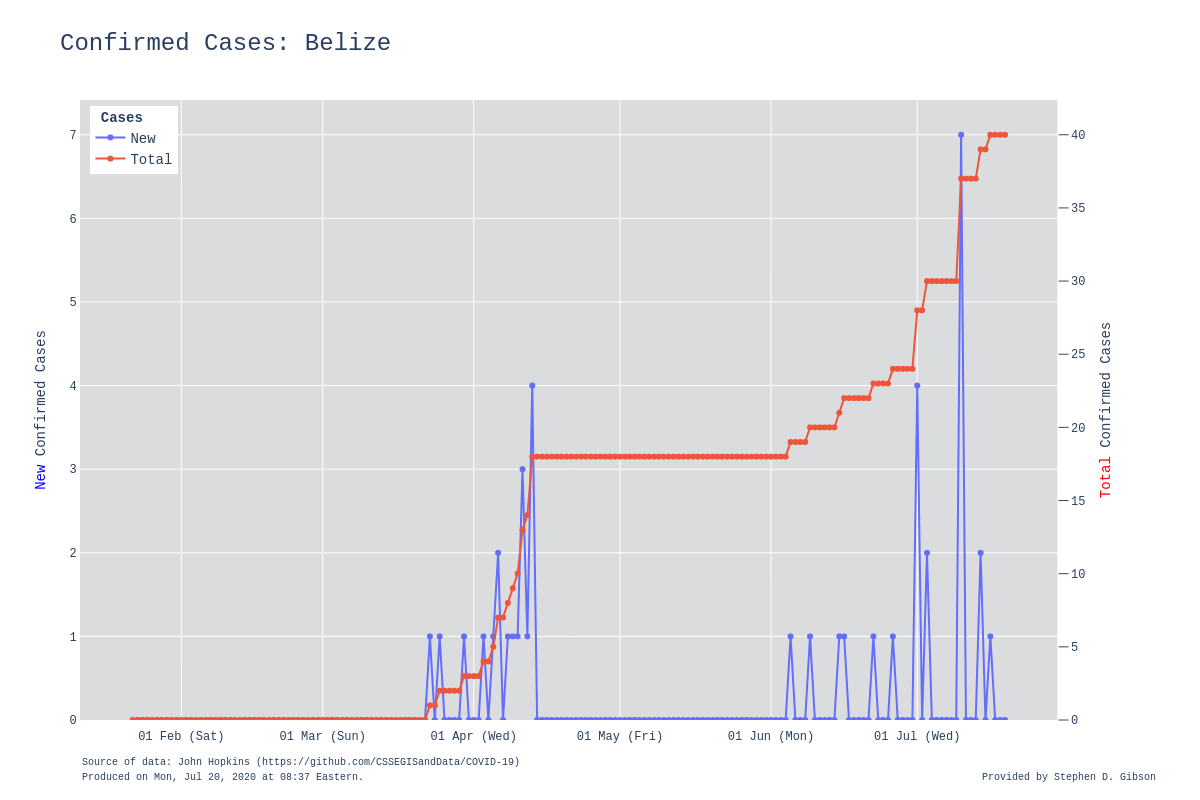 Confirmed Cases: Belize
Cases
New
Total
7
6
5
4
3
2
1
0
New Confirmed Cases
40
35
30
25
20
15
10
5
0
Total Confirmed Cases
01 Feb (Sat)
01 Mar (Sun)
01 Apr (Wed)
01 May (Fri)
01 Jun (Mon)
01 Jul (Wed)
Source of data: John Hopkins (https://github.com/CSSEGISandData/COVID-19)
Produced on Mon, Jul 20, 2020 at 08:37 Eastern.
Provided by Stephen D. Gibson